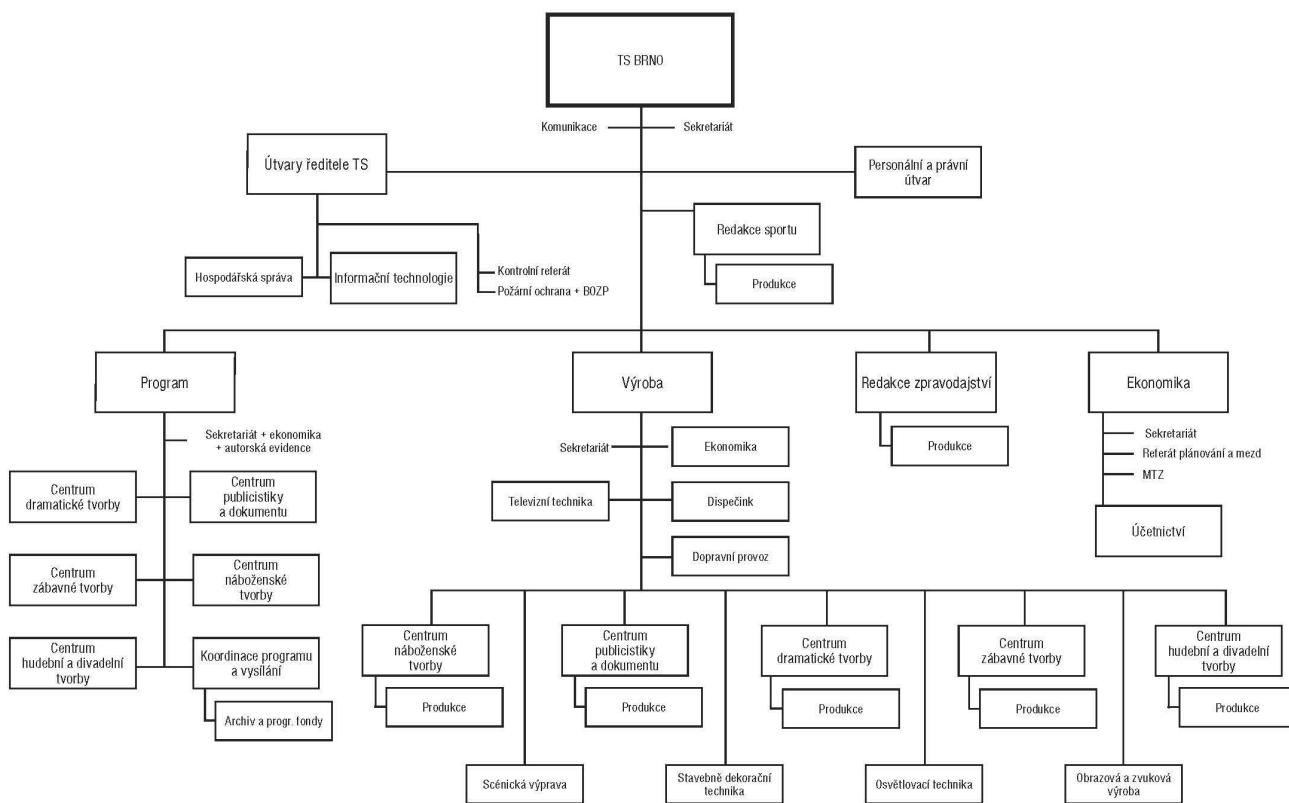 TS BRNO
Komunikace
Sekretariát
Útvary ředitele TS
Personální a právní
útvar
Redakce sportu
Produkce
Hospodářská správa
Informační technologie
Kontrolní referát
Požární ochrana + BOZP
Program
Výroba
Redakce zpravodajství
Ekonomika
Sekretariát + ekonomika
+ autorská evidence
Centrum
dramatické tvorby
Centrum
publicistiky
a dokumentu
Centrum
zábavné tvorby
Centrum
náboženské
tvorby
Centrum
hudební a divadelní
tvorby
Koordinace programu
a vysílání
Archiv a progr. fondy
Sekretariát
Ekonomika
Televizní technika
Dispečink
Dopravní provoz
Produkce
Sekretariát
Referát plánování a mezd
MTZ
Účetnictví
Centrum
náboženské
tvorby
Produkce
Centrum
publicistiky
a dokumentu
Produkce
Centrum
dramatické tvorby
Produkce
Centrum
zábavné tvorby
Produkce
Centrum
hudební a divadelní
tvorby
Produkce
Scénická výprava
Stavebně dekorační
technika
Osvětlovací technika
Obrazová a zvuková
výroba